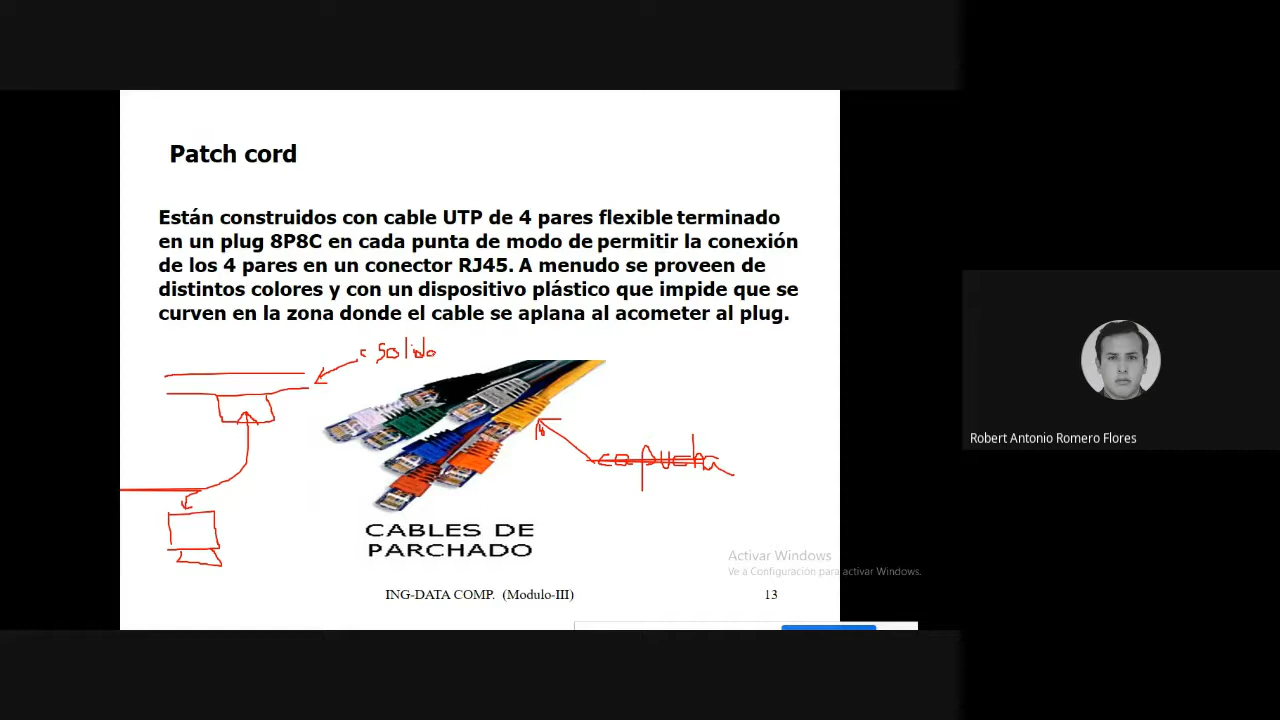 Patch cord
Están construidos con cable UTP de 4 pares flexible terminado
en un plug 8P8C en cada punta de modo de permitir la conexión
de los 4 pares en un conector RJ45. A menudo se proveen de
distintos colores y con un dispositivo plástico que impide que se
curven en la zona donde el cable se aplana al acometer al plug.
solido
capucha
CABLES DE
PARCHADO
Activar Windows
Ve a Configuración para activar Windows.
ING-DATA COMP. (Modulo-III)
13
Robert Antonio Romero Flores